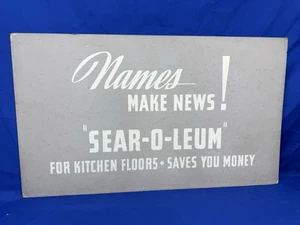 Names
MAKE NEWS!
"SEAR-O-LEUM"
FOR KITCHEN FLOORS • SAVES YOU MONEY